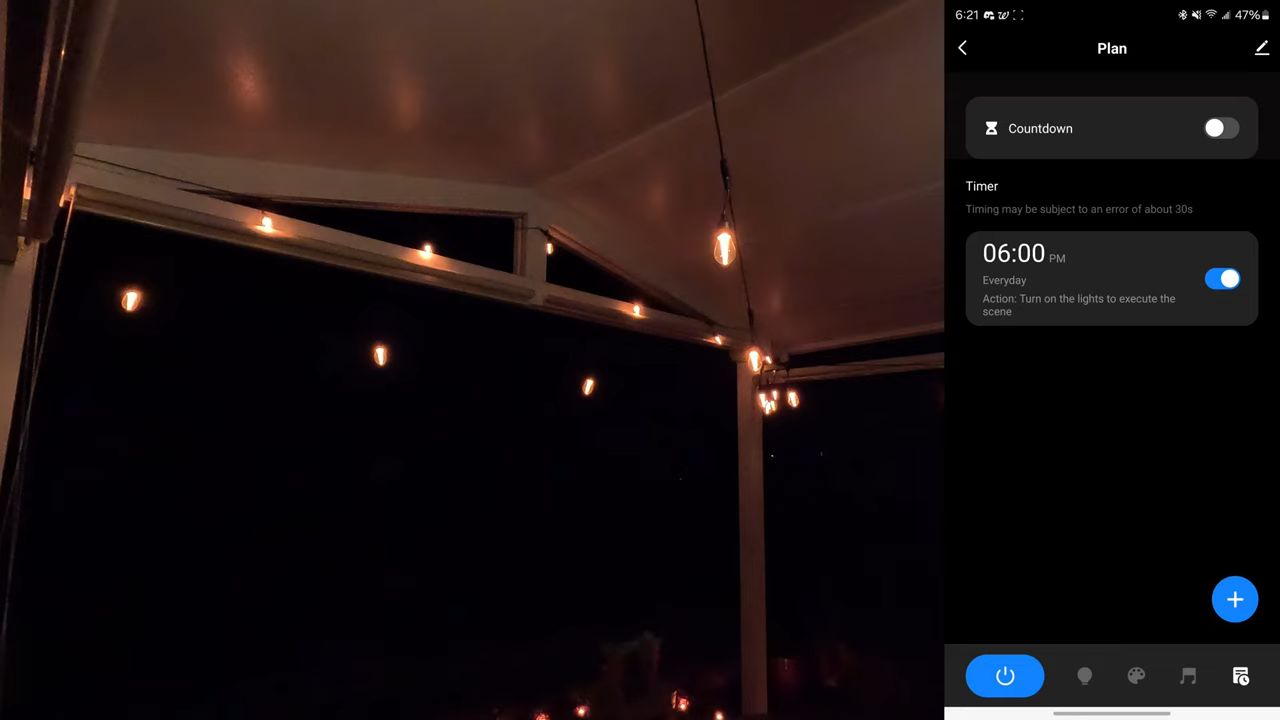 6:21
47%
Plan
Countdown
Timer
Timing may be subject to an error of about 30s
06:00 PM
Everyday
Action: Turn on the lights to execute the
scene